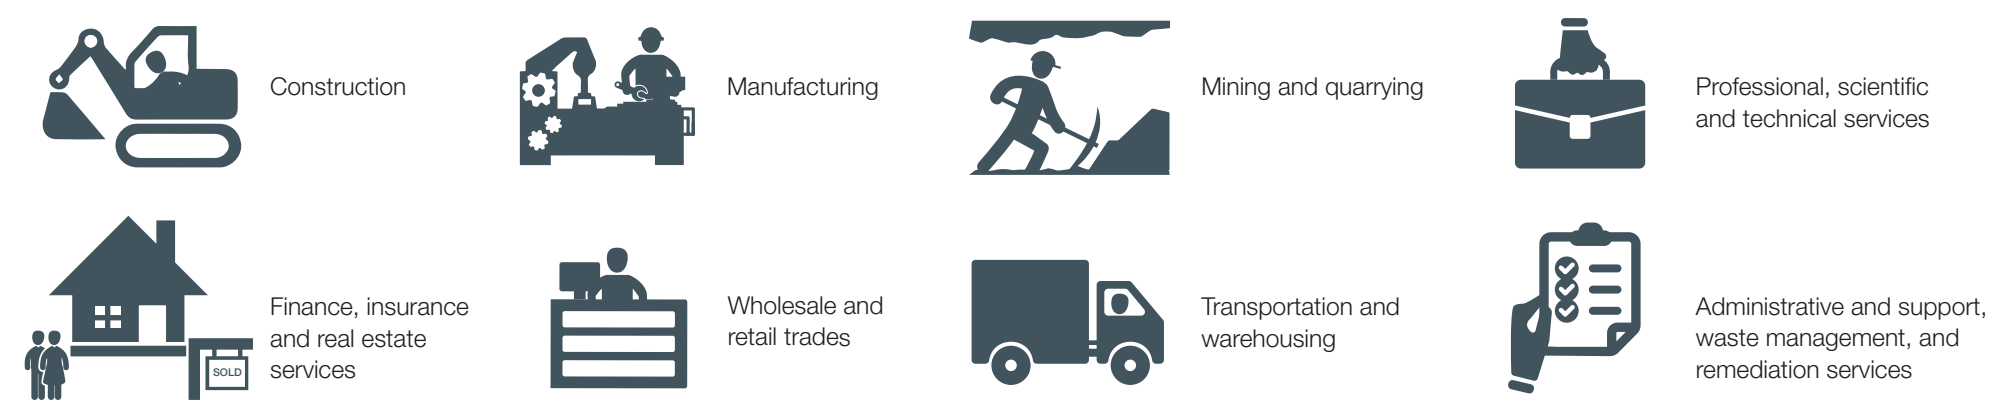 Construction
Manufacturing
Mining and quarrying
Professional, scientific
and technical services
Finance, insurance
and real estate
services
SOLD
Wholesale and
retail trades
Transportation and
warehousing
Administrative and support,
waste management, and
remediation services